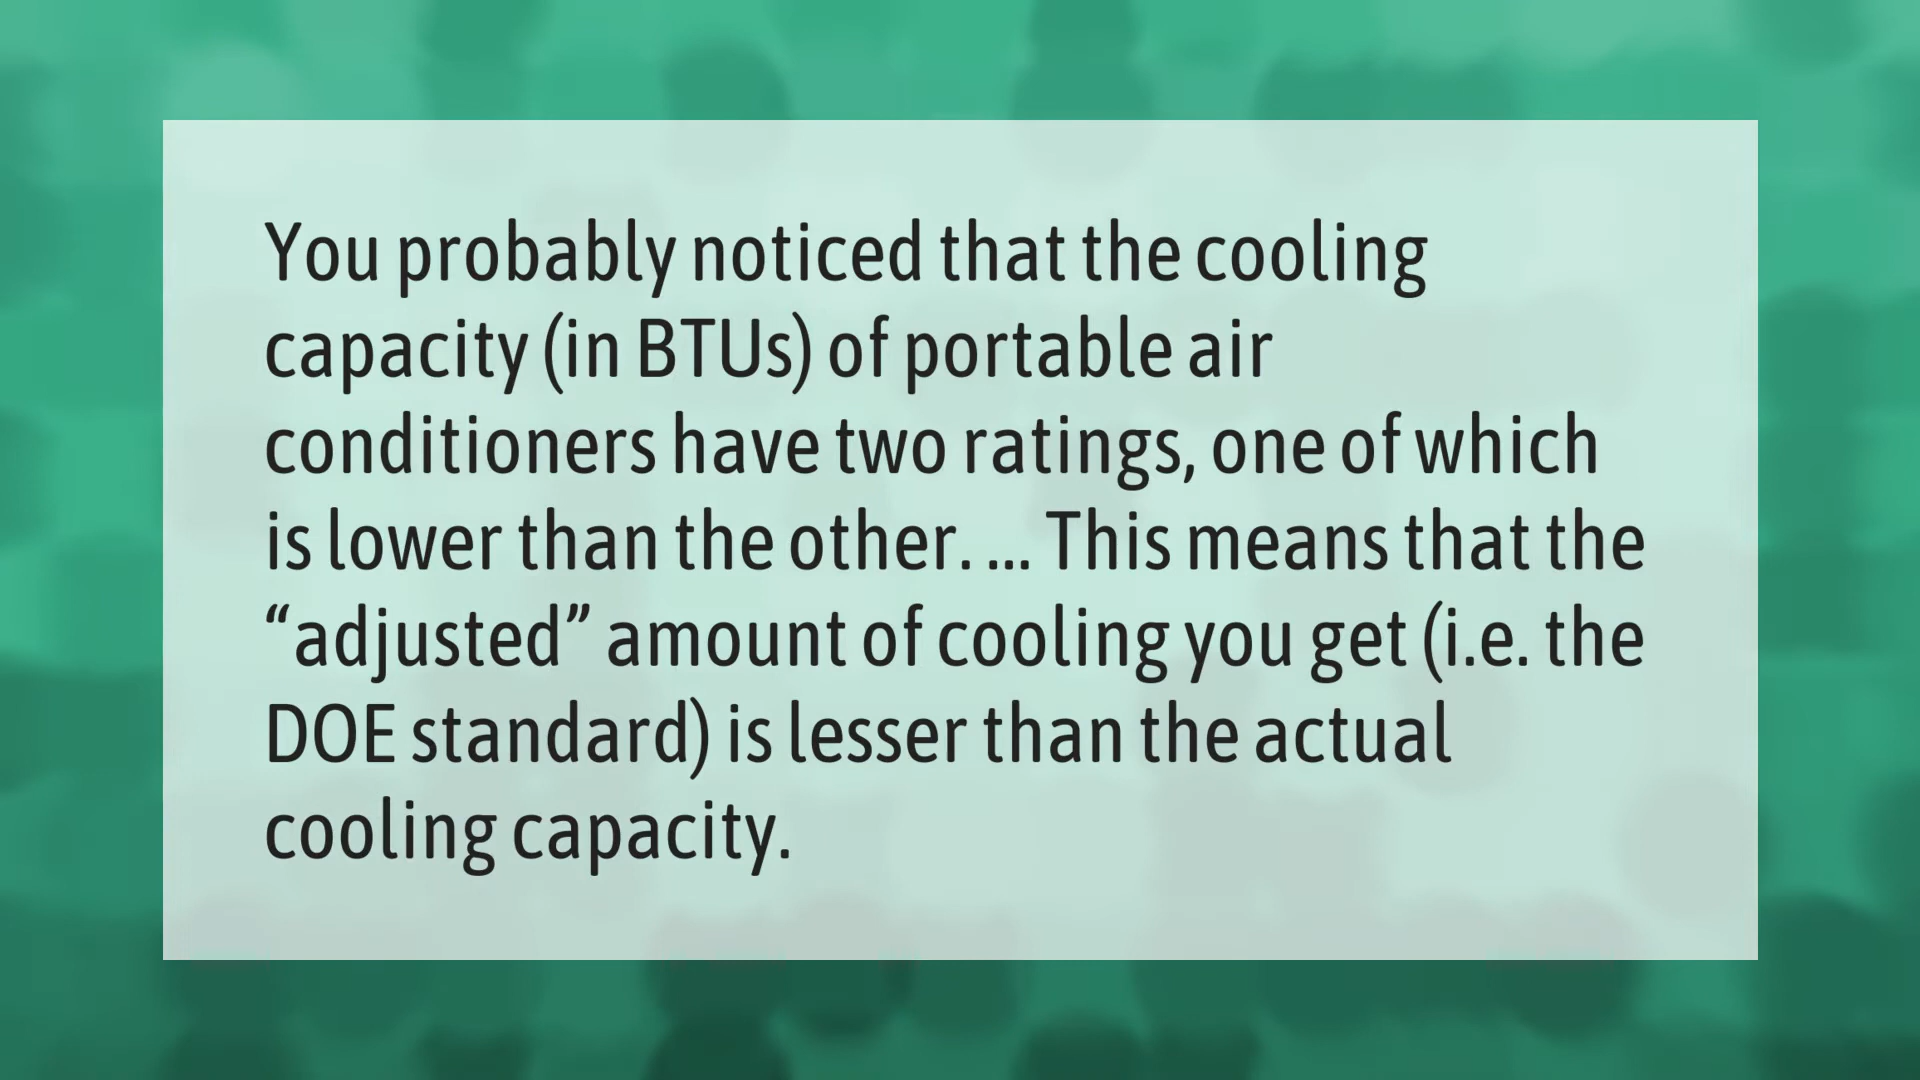 You probably noticed that the cooling
capacity (in BTUs) of portable air
conditioners have two ratings, one of which
is lower than the other. ... This means that the
“adjusted” amount of cooling you get (i.e. the
DOE standard) is lesser than the actual
cooling capacity.